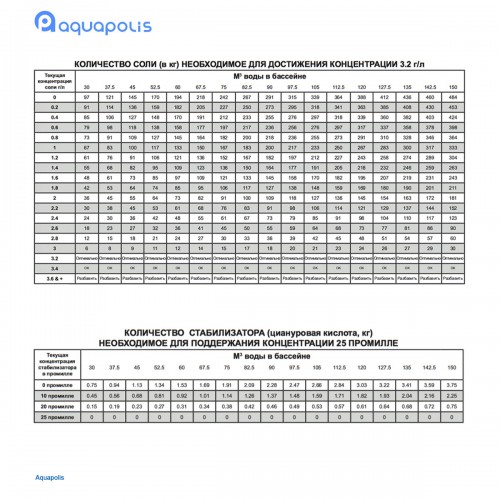 aquapolis
КОЛИЧЕСТВО СОЛИ (в кг) НЕОБХОДИМОЕ ДЛЯ ДОСТИЖЕНИЯ КОНЦЕНТРАЦИИ 3.2 г/л
Текущая концентрация соли г/л
М³ воды в бассейне
30 37.5 45 52.5 60 67.5 75 82.5 90 97.5 105 112.5 120 127.5 135 142.5 150
0 97 121 145 170 194 218 242 267 291 315 339 364 388 412 436 460 484
0.2 91 114 136 159 182 205 227 250 273 295 318 341 363 385 408 430 453
0.4 85 106 127 148 170 191 212 233 255 276 297 318 339 360 382 403 424
0.6 79 98 118 138 158 177 197 217 236 256 276 297 317 337 358 378 398
0.8 73 91 109 127 145 164 182 200 218 236 255 273 291 310 328 346 364
1 67 83 100 117 133 150 167 183 200 217 233 250 267 283 300 317 333
1.2 61 76 91 106 121 136 152 167 182 197 212 243 258 274 289 304
1.4 55 68 82 95 109 123 136 150 164 177 191 205 218 232 246 259 263
1.6 48 61 73 85 97 109 121 133 145 158 170 182 195 207 219 231 243
1.8 42 53 64 74 85 95 106 117 127 138 148 159 169 180 190 201 211
2 36 45 55 64 73 82 91 100 109 118 127 136 145 154 163 172 181
2.2 30 38 45 53 61 68 76 83 91 98 106 114 121 129 137 144 152
2.4 24 30 36 42 48 55 61 67 73 79 85 91 98 104 110 117 123
2.6 18 23 27 32 36 41 45 50 55 59 64 69 73 77 81 86 90
2.8 12 15 18 21 24 27 30 33 36 39 42 45 48 51 54 57 60
3 6 8 9 11 12 14 15 17 18 20 21 23 24 26 27 29 30
3.2 Оптимально Оптимально Оптимально Оптимально Оптимально Оптимально Оптимально Оптимально Оптимально Оптимально Оптимально Оптимально Оптимально Оптимально Оптимально Оптимально Оптимально
3.4 ОК ОК ОК ОК ОК ОК ОК ОК ОК ОК ОК ОК ОК ОК ОК ОК ОК
3.6 & + Разбавить Разбавить Разбавить Разбавить Разбавить Разбавить Разбавить Разбавить Разбавить Разбавить Разбавить Разбавить Разбавить Разбавить Разбавить Разбавить Разбавить
КОЛИЧЕСТВО СТАБИЛИЗАТОРА (циануровая кислота, кг)
НЕОБХОДИМОЕ ДЛЯ ПОДДЕРЖАНИЯ КОНЦЕНТРАЦИИ 25 ПРОМИЛЛЕ
Текущая концентрация стабилизатора в промилле
М³ воды в бассейне
30 37.5 45 52.5 60 67.5 75 82.5 90 97.5 105 112.5 120 127.5 135 142.5 150
0 промилле 0.75 0.94 1.13 1.34 1.53 1.69 1.91 2.09 2.28 2.47 2.66 2.84 3.03 3.22 3.41 3.59 3.75
10 промилле 0.45 0.56 0.68 0.81 0.92 1.01 1.14 1.26 1.37 1.48 1.59 1.71 1.82 1.93 2.04 2.16 2.25
20 промилле 0.15 0.19 0.23 0.27 0.31 0.34 0.38 0.42 0.46 0.49 0.53 0.57 0.61 0.64 0.68 0.72 0.75
25 промилле 0 0 0 0 0 0 0 0 0 0 0 0 0 0 0 0 0
Aquapolis